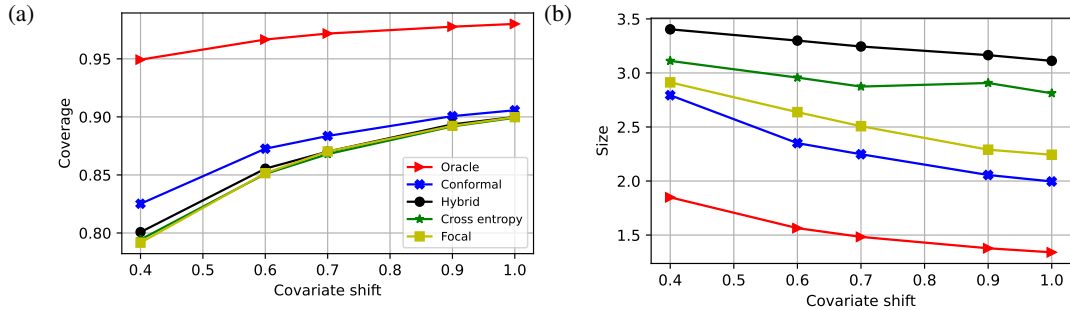 (a)
Coverage
0.95
0.90
0.85
0.80
0.4 0.5 0.6 0.7 0.8 0.9 1.0
Covariate shift
Oracle
Conformal
Hybrid
Cross entropy
Focal
(b)
Size
3.5
3.0
2.5
2.0
1.5
0.4 0.5 0.6 0.7 0.8 0.9 1.0
Covariate shift